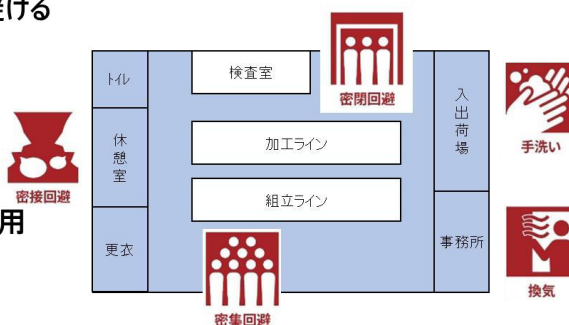 避ける
トイレ
検査室
密閉回避
入出荷場
手洗い
休憩室
加工ライン
密接回避
組立ライン
用
更衣
事務所
換気
密集回避